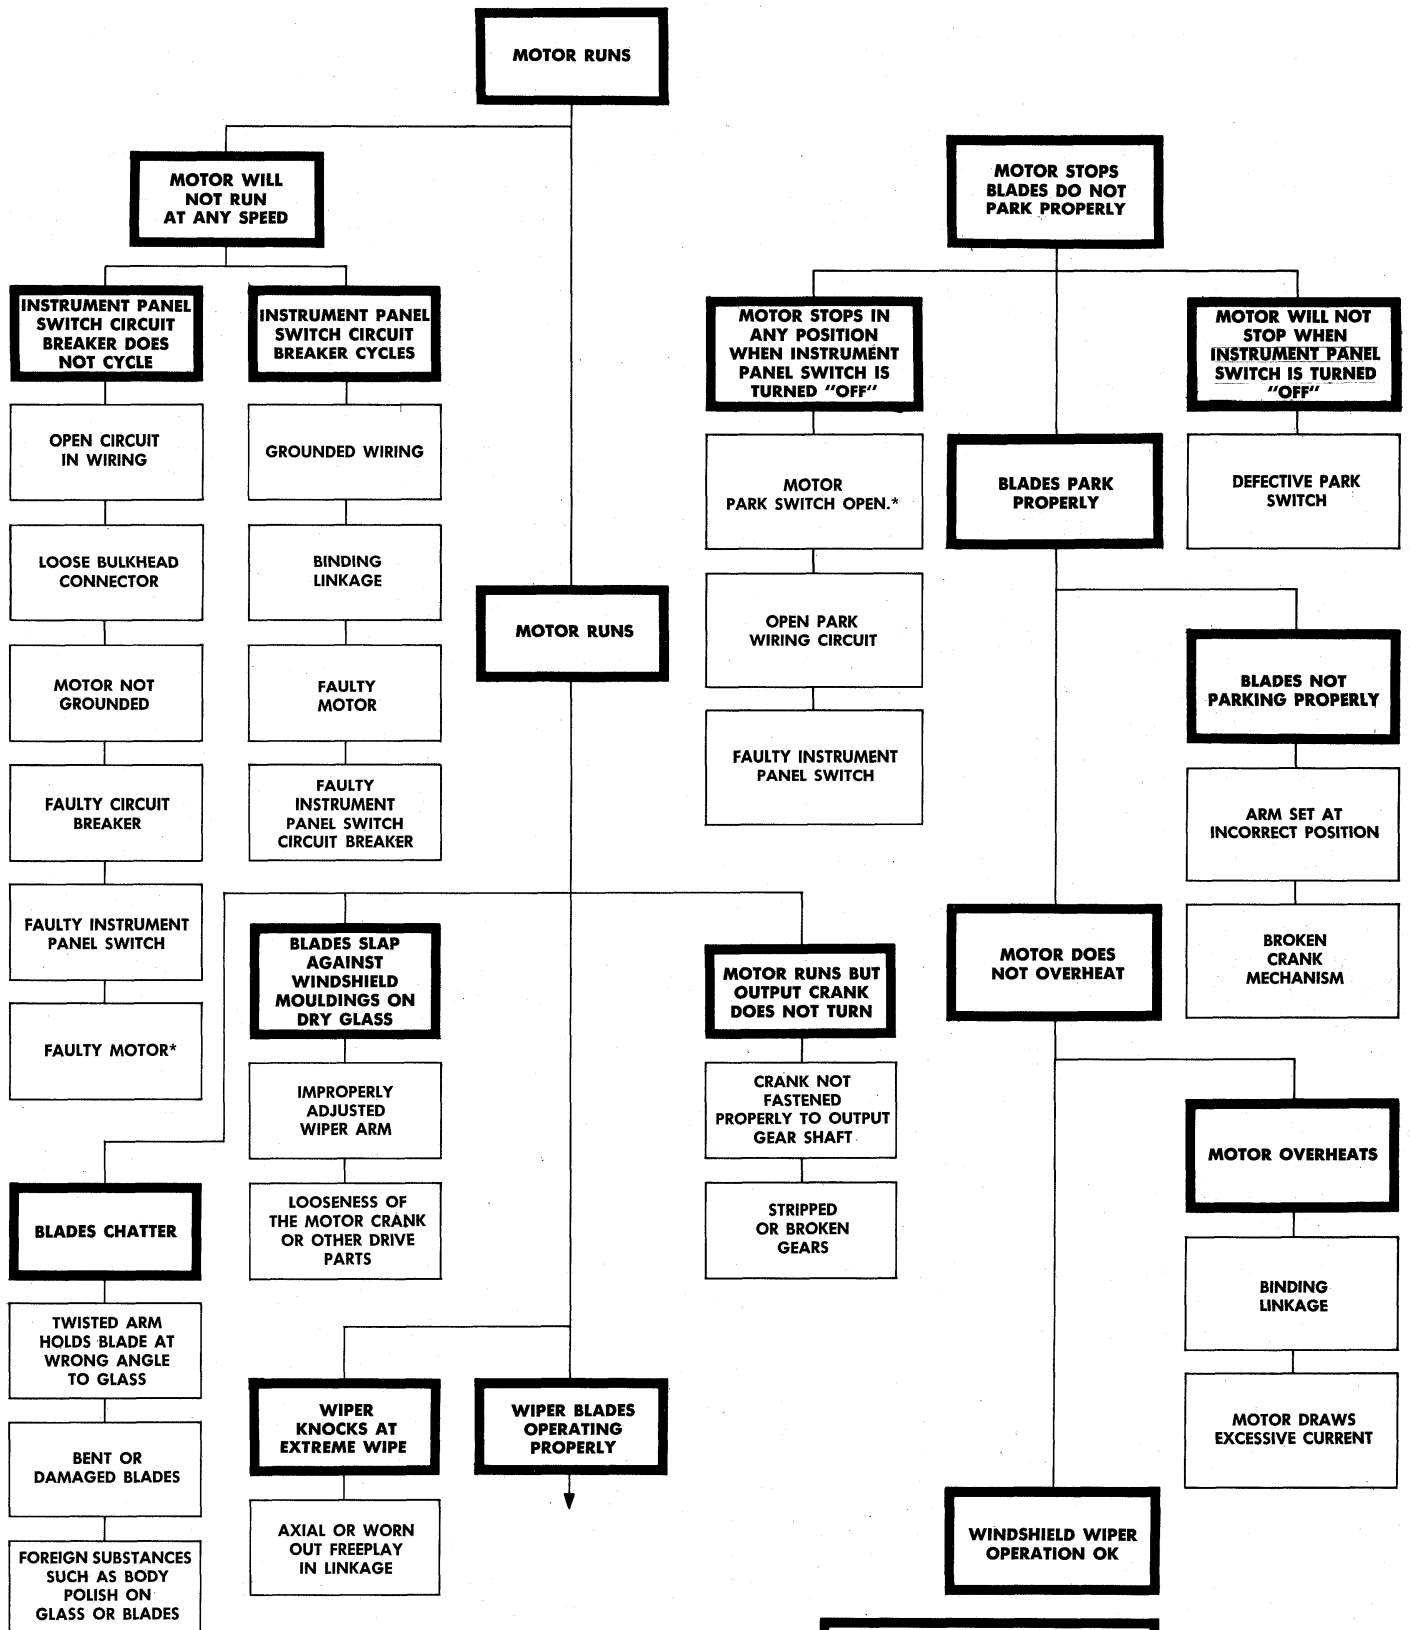 MOTOR RUNS
MOTOR WILL
NOT RUN
AT ANY SPEED
INSTRUMENT PANEL
SWITCH CIRCUIT
BREAKER DOES
NOT CYCLE
INSTRUMENT PANEL
SWITCH CIRCUIT
BREAKER CYCLES
OPEN CIRCUIT
IN WIRING
GROUNDED WIRING
LOOSE BULKHEAD
CONNECTOR
BINDING
LINKAGE
MOTOR NOT
GROUNDED
FAULTY
MOTOR
FAULTY CIRCUIT
BREAKER
FAULTY
INSTRUMENT
PANEL SWITCH
CIRCUIT BREAKER
FAULTY INSTRUMENT
PANEL SWITCH
FAULTY MOTOR*
MOTOR RUNS
BLADES SLAP
AGAINST
WINDSHIELD
MOULDINGS ON
DRY GLASS
IMPROPERLY
ADJUSTED
WIPER ARM
LOOSENESS OF
THE MOTOR CRANK
OR OTHER DRIVE
PARTS
MOTOR RUNS BUT
OUTPUT CRANK
DOES NOT TURN
CRANK NOT
FASTENED
PROPERLY TO OUTPUT
GEAR SHAFT
STRIPPED
OR BROKEN
GEARS
BLADES CHATTER
TWISTED ARM
HOLDS BLADE AT
WRONG ANGLE
TO GLASS
BENT OR
DAMAGED BLADES
FOREIGN SUBSTANCES
SUCH AS BODY
POLISH ON
GLASS OR BLADES
WIPER
KNOCKS AT
EXTREME WIPE
AXIAL OR WORN
OUT FREEPLAY
IN LINKAGE
WIPER BLADES
OPERATING
PROPERLY
MOTOR STOPS
BLADES DO NOT
PARK PROPERLY
MOTOR STOPS IN
ANY POSITION
WHEN INSTRUMENT
PANEL SWITCH IS
TURNED "OFF"
MOTOR
PARK SWITCH OPEN.*
OPEN PARK
WIRING CIRCUIT
FAULTY INSTRUMENT
PANEL SWITCH
BLADES PARK
PROPERLY
MOTOR WILL NOT
STOP WHEN
INSTRUMENT PANEL
SWITCH IS TURNED
"OFF"
DEFECTIVE PARK
SWITCH
BLADES NOT
PARKING PROPERLY
ARM SET AT
INCORRECT POSITION
BROKEN
CRANK
MECHANISM
MOTOR DOES
NOT OVERHEAT
MOTOR OVERHEATS
BINDING
LINKAGE
MOTOR DRAWS
EXCESSIVE CURRENT
WINDSHIELD WIPER
OPERATION OK